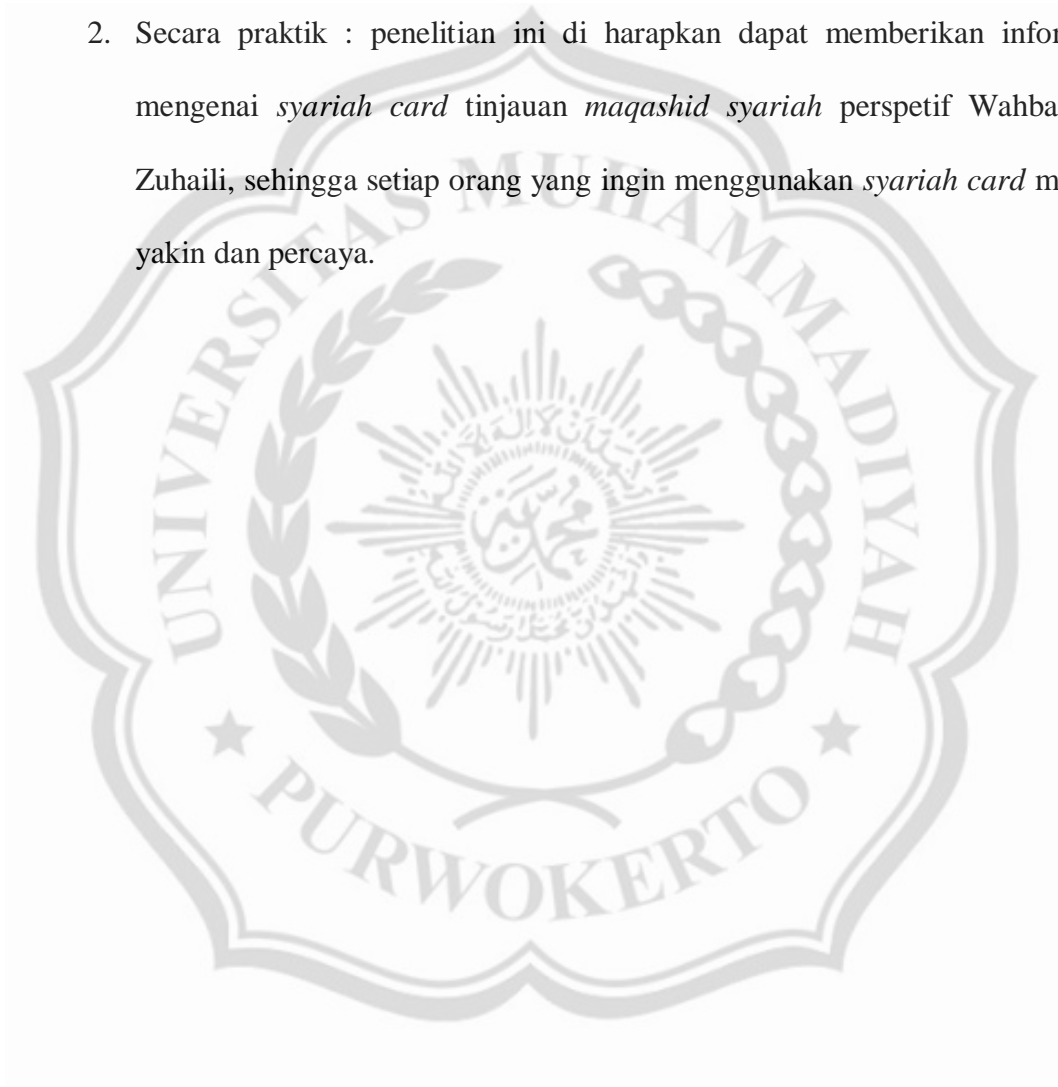 2. Secara praktik : penelitian ini di harapkan dapat memberikan infor
mengenai syariah card tinjauan maqashid syariah perspetif Wahba
Zuhaili, sehingga setiap orang yang ingin menggunakan syariah card m
yakin dan percaya.
UNIVERSITAS MUHAMMADIYAH
PURWOKERTO